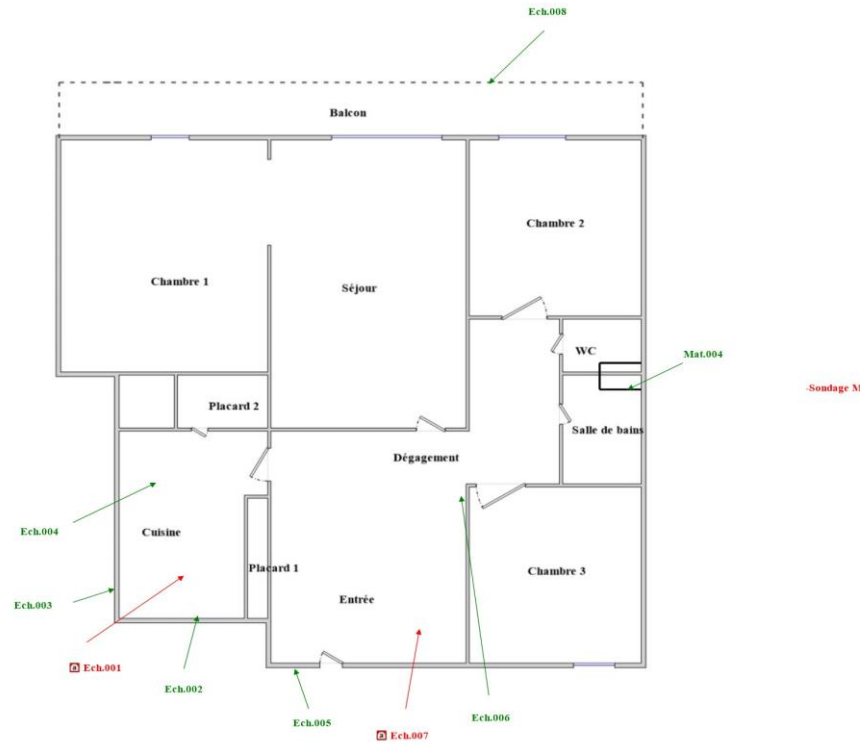 Ech.008
Balcon
Chambre 2
Chambre 1
Séjour
WC
Mat.004
-Sondage M
Placard 2
Salle de bains
Dégagement
Ech.004
Cuisine
Placard 1
Chambre 3
Ech.003
Entrée
a Ech.001
Ech.002
Ech.005
Ech.006
a Ech.007